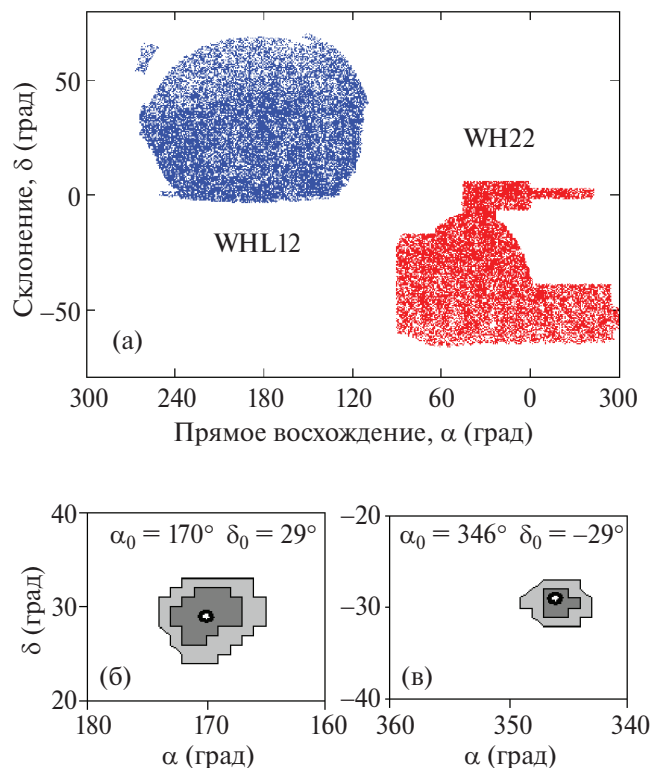 50
0
−50
Склонение, δ (град)
WHL12
WH22
(а)
300 240 180 120 60 0 300
Прямое восхождение, α (град)
40
30
20
δ (град)
α₀ = 170° δ₀ = 29°
(б)
180 170 160
α (град)
−20
−30
−40
α₀ = 346° δ₀ = −29°
(в)
360 350 340
α (град)